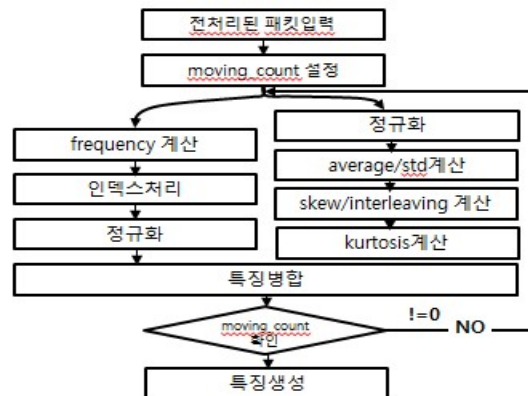 전처리된 패킷입력
moving_count 설정
frequency 계산
인덱스처리
정규화
정규화
average/std계산
skew/interleaving 계산
kurtosis계산
특징병합
moving_count
확인
!=0
NO
특징생성